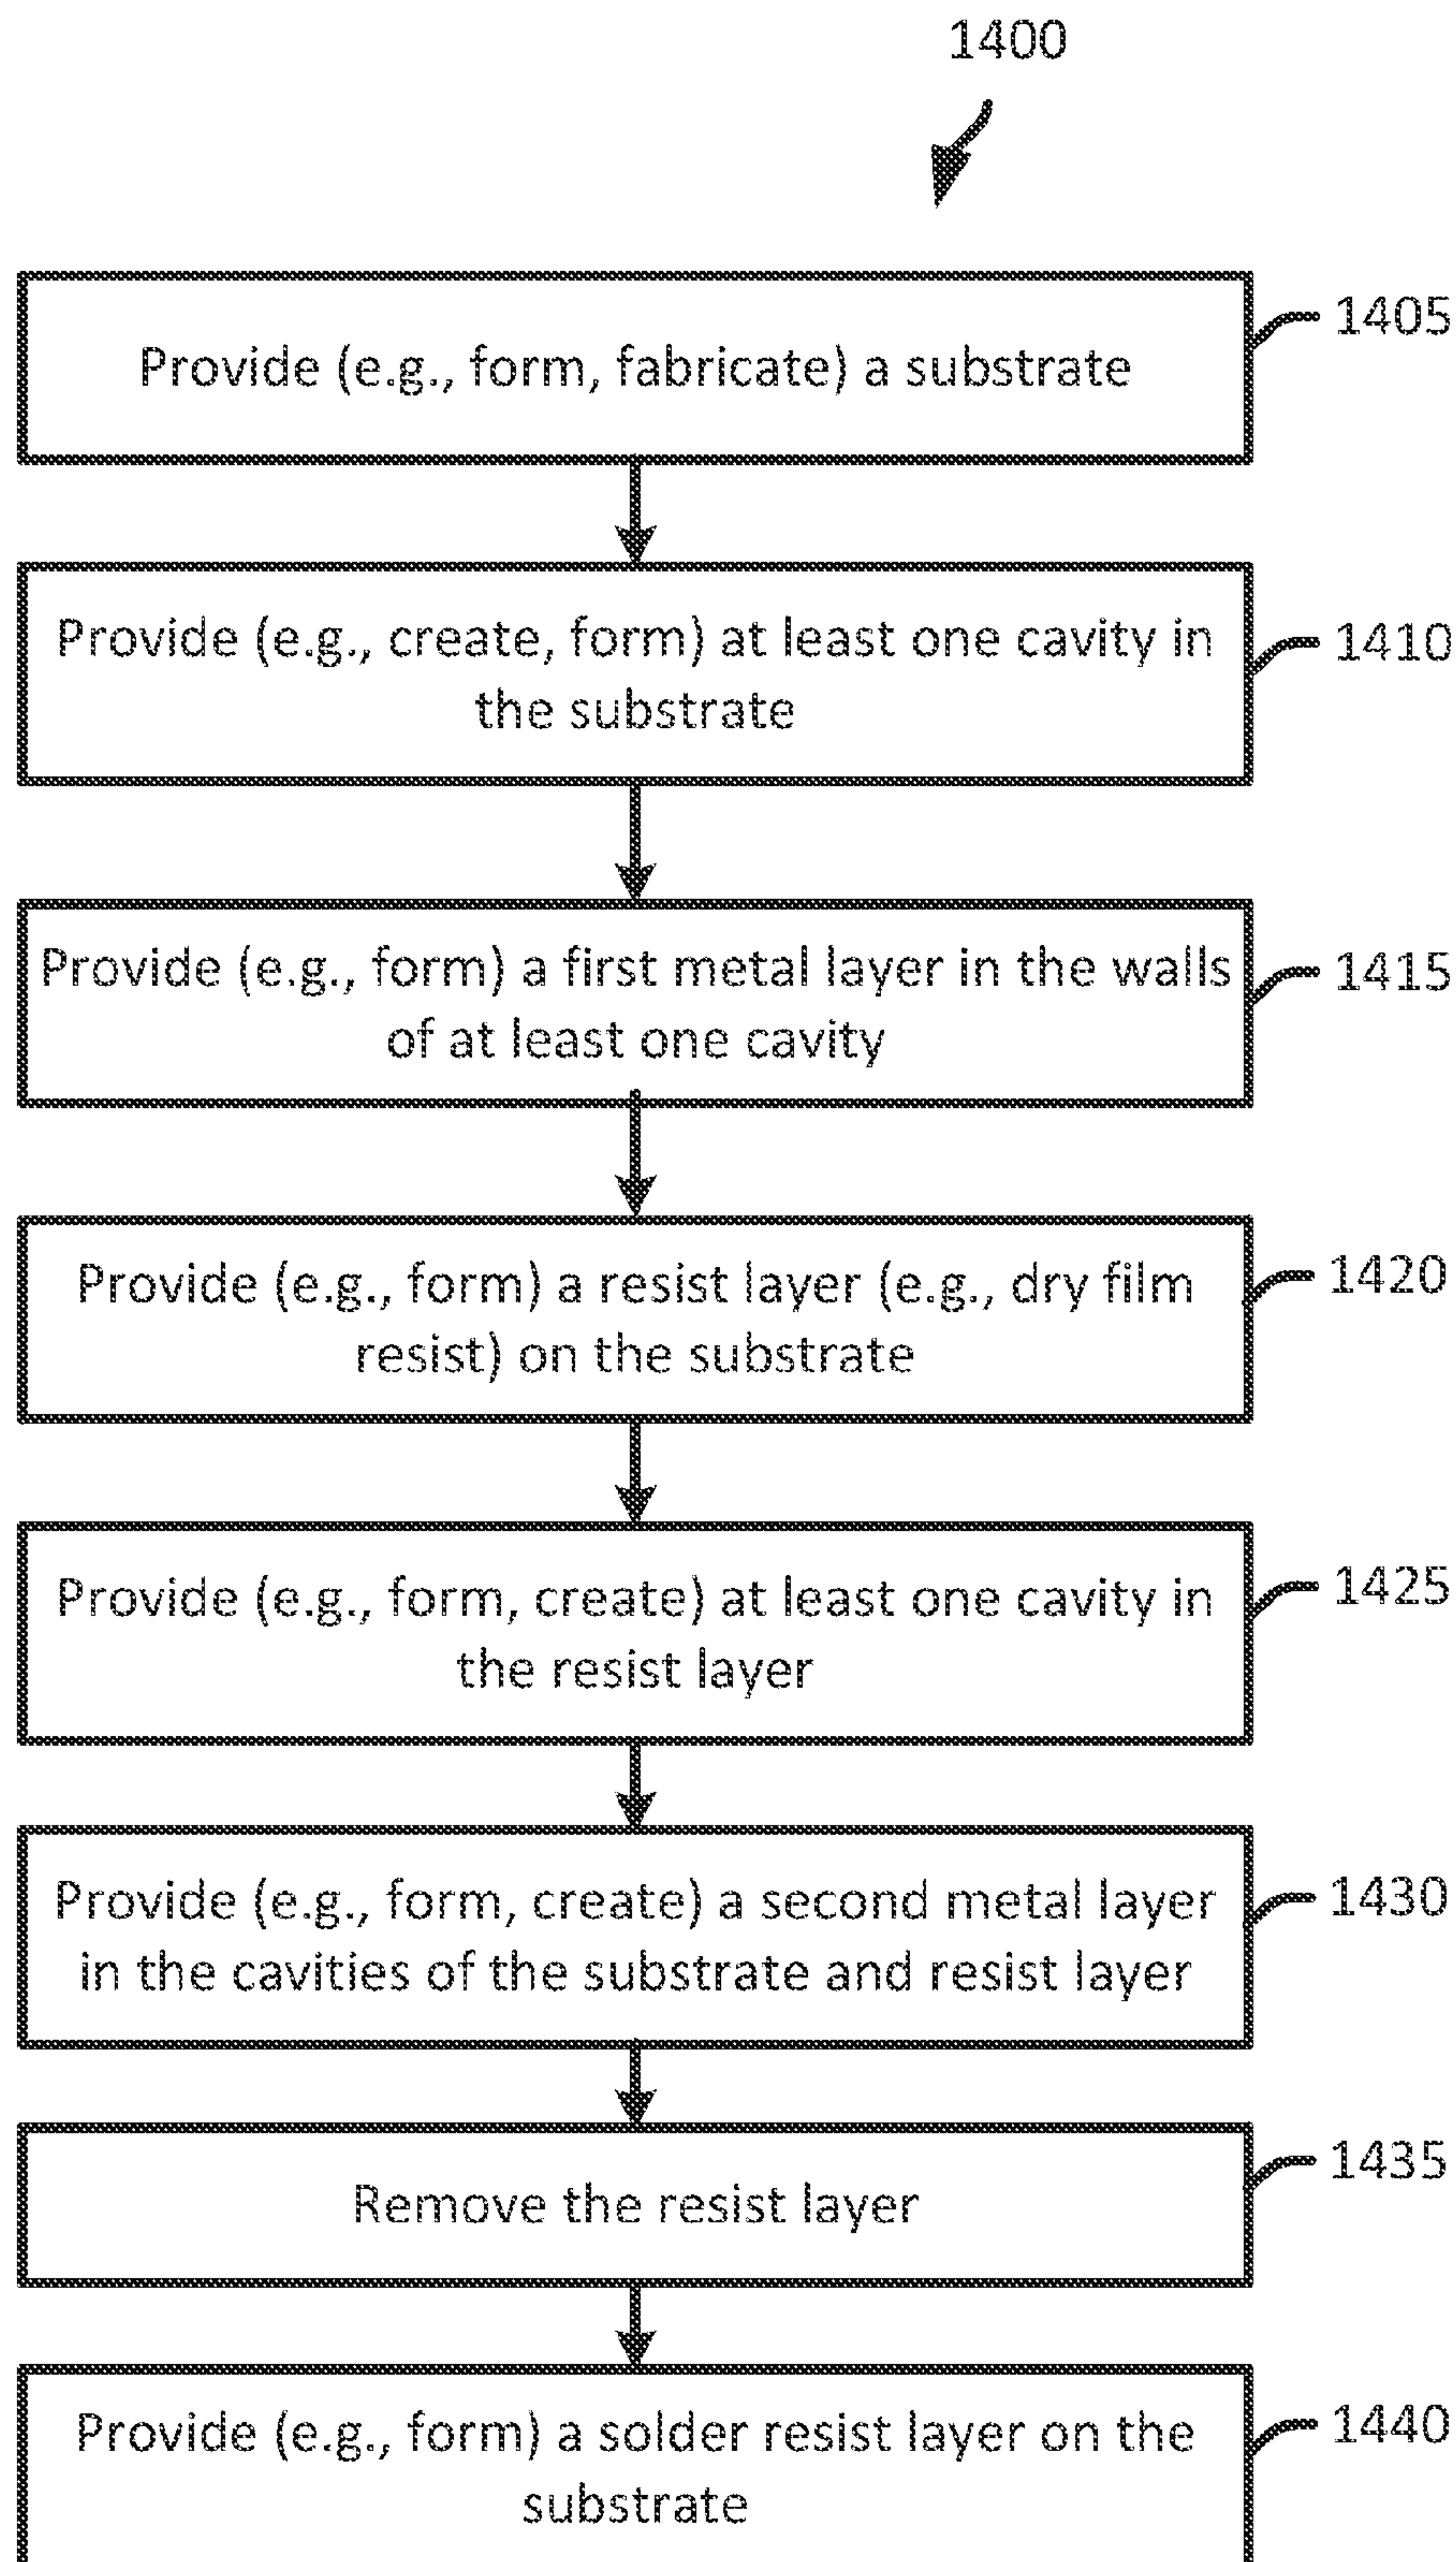 1400
Provide (e.g., form, fabricate) a substrate
1405
Provide (e.g., create, form) at least one cavity in
the substrate
1410
Provide (e.g., form) a first metal layer in the walls
of at least one cavity
1415
Provide (e.g., form) a resist layer (e.g., dry film
resist) on the substrate
1420
Provide (e.g., form, create) at least one cavity in
the resist layer
1425
Provide (e.g., form, create) a second metal layer
in the cavities of the substrate and resist layer
1430
Remove the resist layer
1435
Provide (e.g., form) a solder resist layer on the
substrate
1440